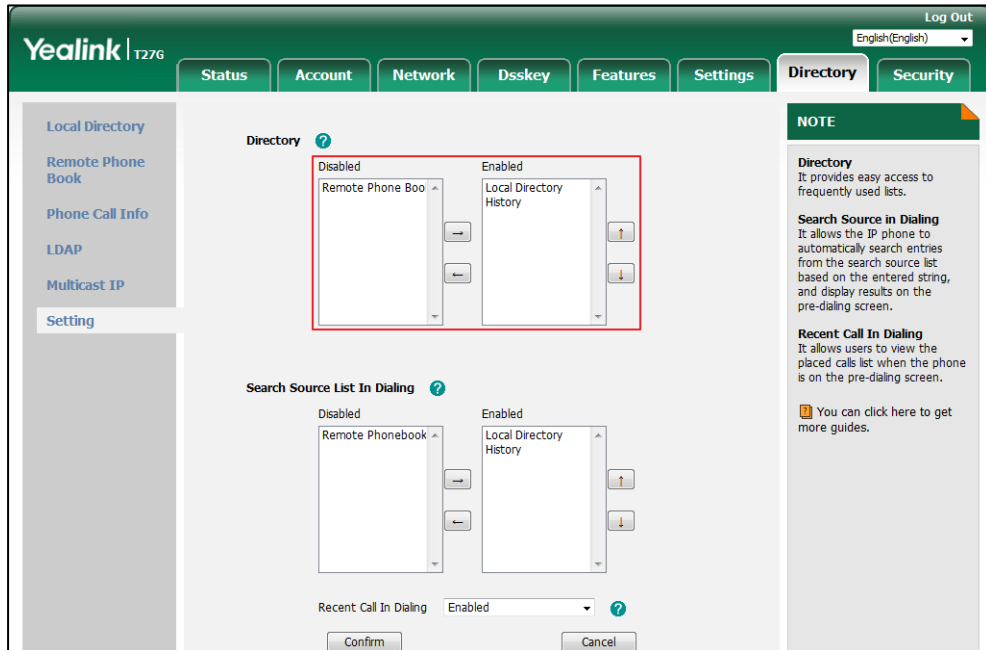 Log Out
Yealink T27G
English(English)
Status Account Network Dsskey Features Settings Directory Security
Local Directory
Remote Phone
Book
Phone Call Info
LDAP
Multicast IP
Setting
Directory ?
Disabled Enabled
Remote Phone Boo
Local Directory
History
→
←
↑
↓
Search Source List In Dialing ?
Disabled Enabled
Remote Phonebook
Local Directory
History
→
←
↑
↓
Recent Call In Dialing Enabled ?
Confirm Cancel
NOTE
Directory
It provides easy access to
frequently used lists.
Search Source in Dialing
It allows the IP phone to
automatically search entries
from the search source list
based on the entered string,
and display results on the
pre-dialing screen.
Recent Call In Dialing
It allows users to view the
placed calls list when the phone
is on the pre-dialing screen.
? You can click here to get
more guides.